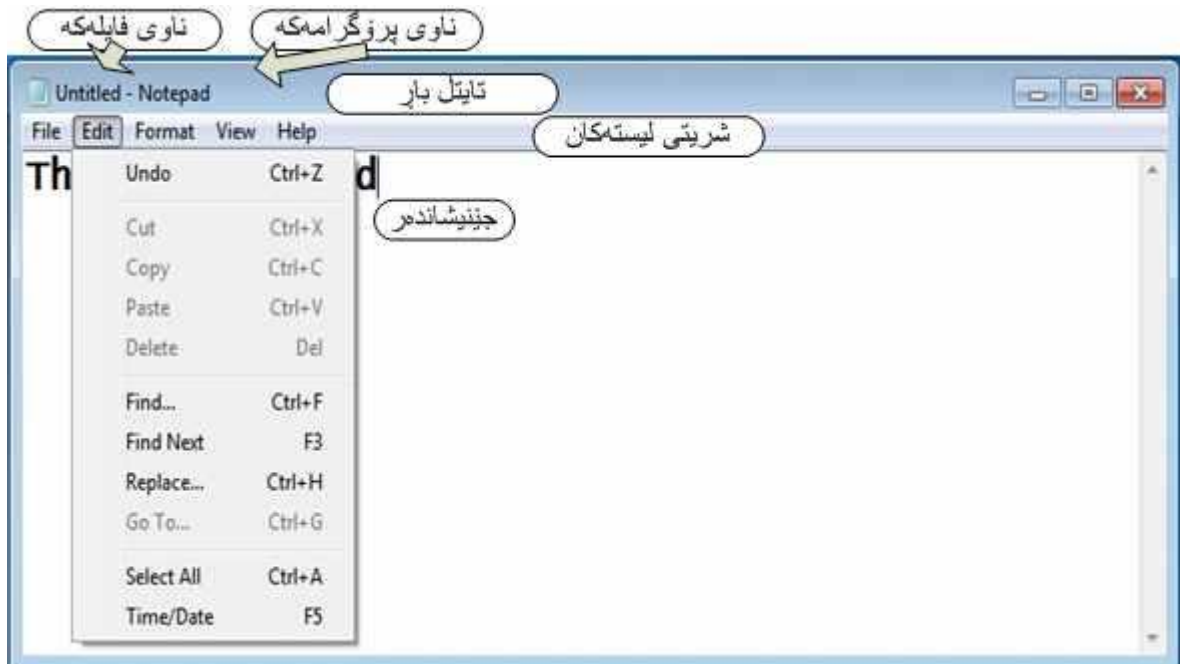 ناوی فایلەکە
ناوی پرۆگرامەکە
Untitled - Notepad
تایتڵ بار
File Edit Format View Help
شریتی لیستەکان
Th
d
جێنیشاندەر
Undo Ctrl+Z
Cut Ctrl+X
Copy Ctrl+C
Paste Ctrl+V
Delete Del
Find... Ctrl+F
Find Next F3
Replace... Ctrl+H
Go To... Ctrl+G
Select All Ctrl+A
Time/Date F5